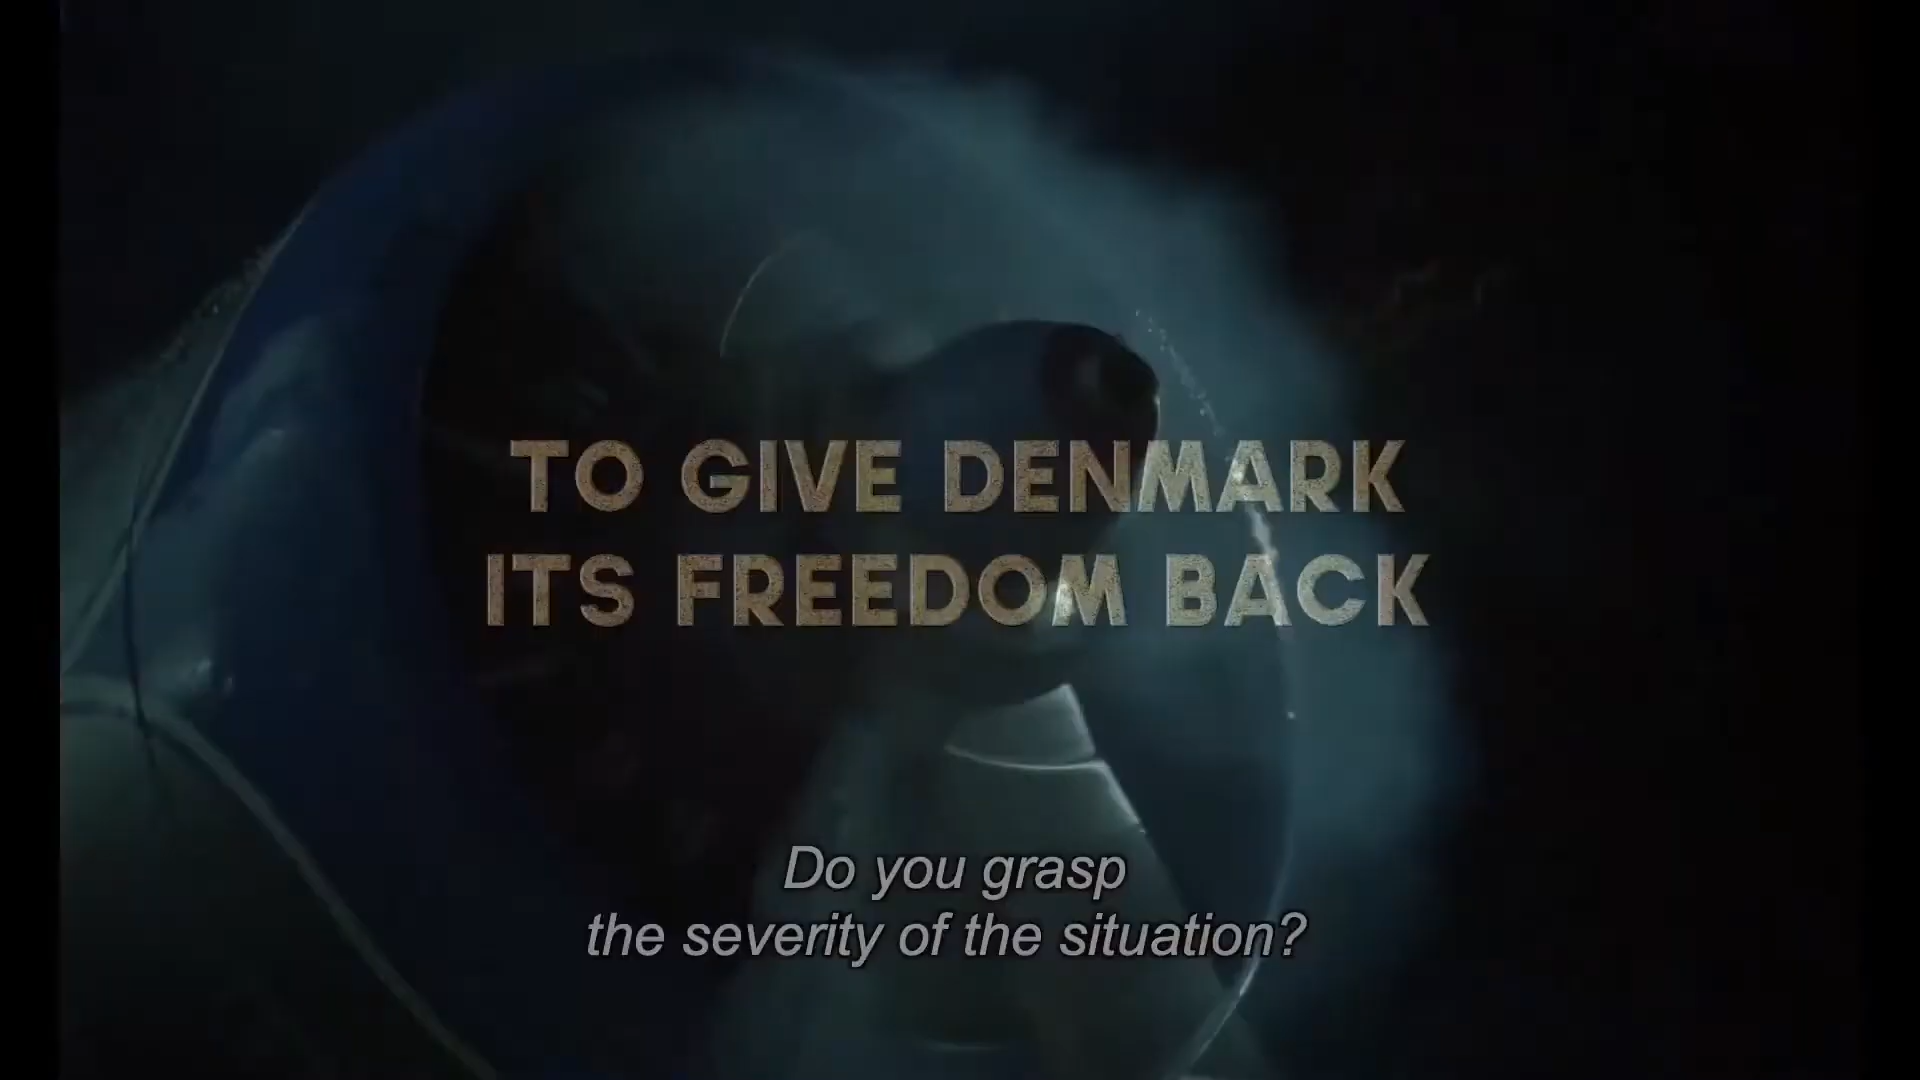 TO GIVE DENMARK
ITS FREEDOM BACK
Do you grasp
the severity of the situation?